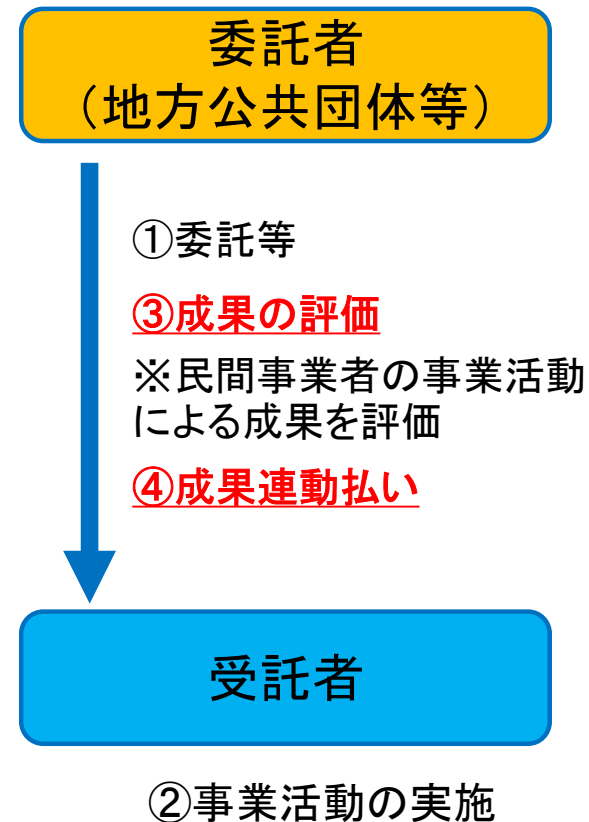 委託者
（地方公共団体等）
①委託等
③成果の評価
※民間事業者の事業活動
による成果を評価
④成果連動払い
受託者
②事業活動の実施